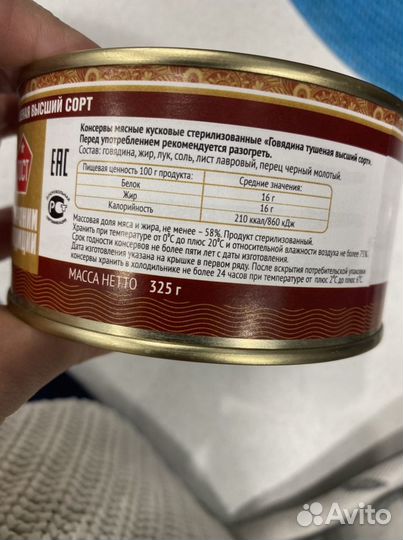 НАЯ ВЫСШИЙ СОРТ
ГОСТ
ЕАС
Консервы мясные кусковые стерилизованные «Говядина тушеная высший сорт».
Перед употреблением рекомендуется разогреть.
Состав: говядина, жир, лук, соль, лист лавровый, перец черный молотый.
Пищевая ценность 100 г продукта: Средние значения:
Белок 16 г
Жир 16 г
Калорийность 210 ккал/860 кДж
Массовая доля мяса и жира, не менее – 58%. Продукт стерилизованный.
Хранить при температуре от 0°С до плюс 20°С и относительной влажности воздуха не более 75%.
Срок годности консервов не более пяти лет с даты изготовления.
Дата изготовления указана на крышке в первом ряду. После вскрытия потребительской упаковки
консервы хранить в холодильнике не более 24 часов при температуре от плюс 2°С до плюс 6°С.
МАССА НЕТТО 325 г
Avito